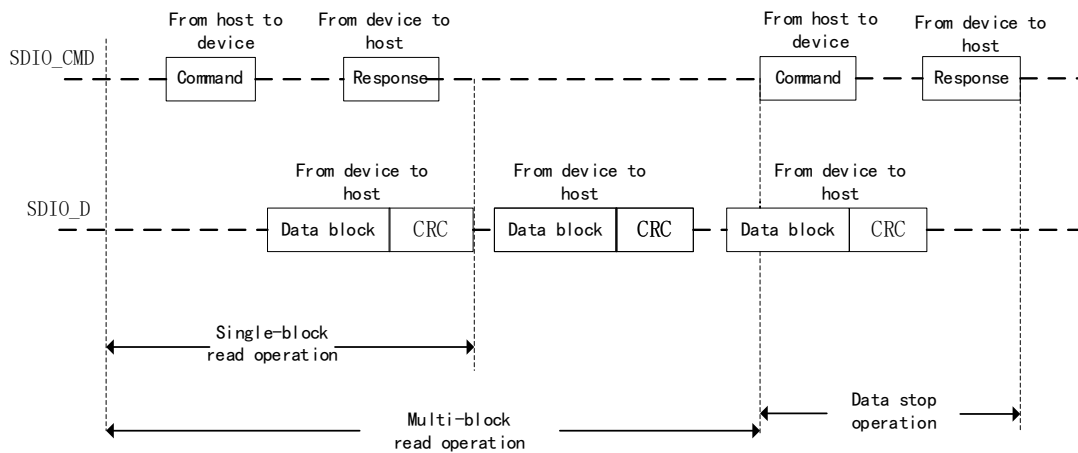 From host to
device
From device to
host
From host to
device
From device to
host
SDIO_CMD
Command
Response
Command
Response
From device to
host
From device to
host
From device to
host
SDIO_D
Data block
CRC
Data block
CRC
Data block
CRC
Single-block
read operation
Multi-block
read operation
Data stop
operation